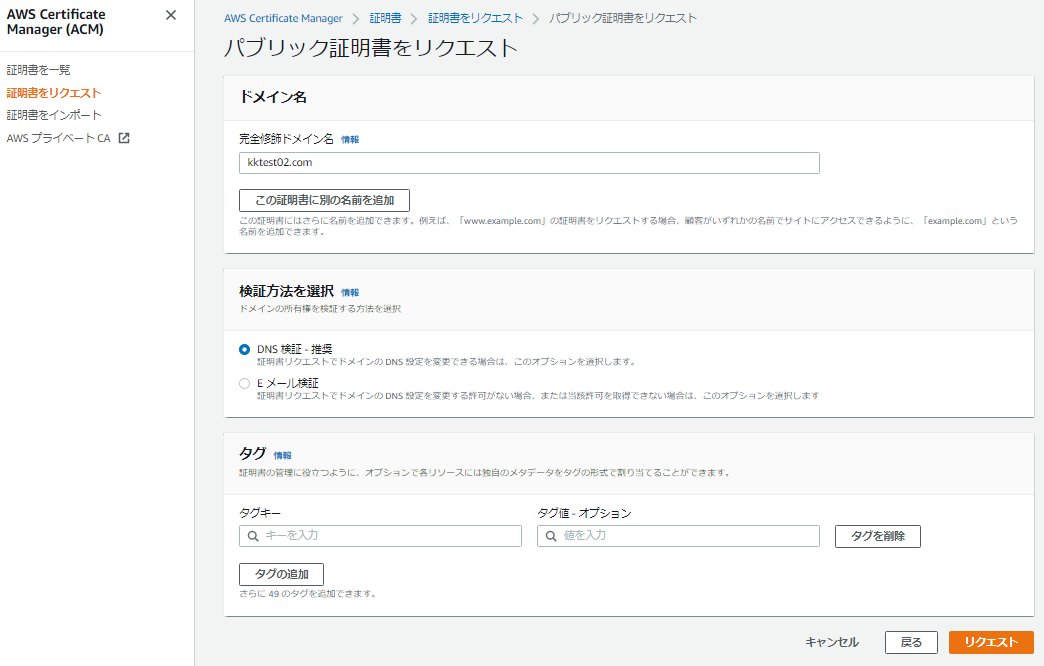 AWS Certificate
Manager (ACM)
証明書を一覧
証明書をリクエスト
証明書をインポート
AWS プライベート CA
AWS Certificate Manager > 証明書 > 証明書をリクエスト > パブリック証明書をリクエスト
パブリック証明書をリクエスト
ドメイン名
完全修飾ドメイン名 情報
kktest02.com
この証明書に別の名前を追加
この証明書にはさらに名前を追加できます。例えば、「www.example.com」の証明書をリクエストする場合、顧客がいずれかの名前でサイトにアクセスできるように、「example.com」という
名前を追加できます。
検証方法を選択 情報
ドメインの所有権を検証する方法を選択
DNS 検証 - 推奨
証明書リクエストでドメインの DNS 設定を変更できる場合は、このオプションを選択します。
E メール検証
証明書リクエストでドメインの DNS 設定を変更する許可がない場合、または当該許可を取得できない場合は、このオプションを選択します
タグ 情報
証明書の管理に役立つように、オプションで各リソースには独自のメタデータをタグの形式で割り当てることができます。
タグキー
タグ値 - オプション
キーを入力
値を入力
タグを削除
タグの追加
さらに 49 のタグを追加できます。
キャンセル
戻る
リクエスト